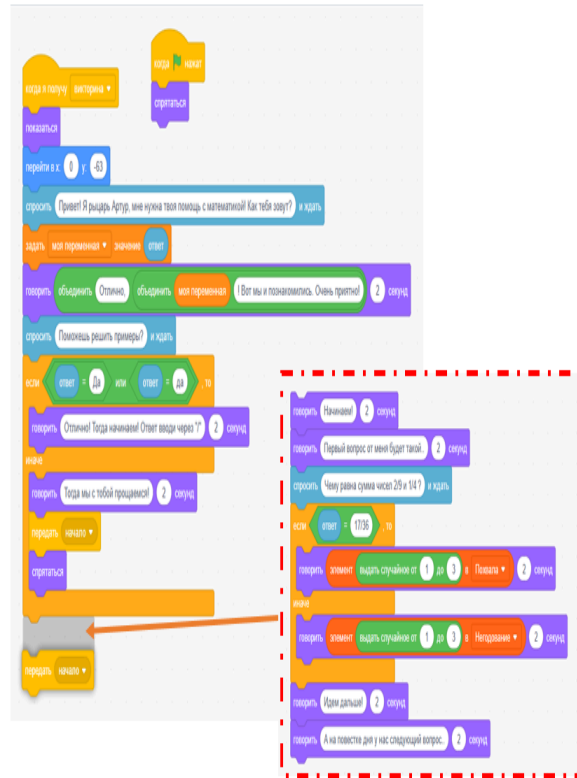 когда нажат
спрятаться
когда я получу викторина
показаться
перейти в x: 0 y: -63
спросить Привет! Я рыцарь Артур, мне нужна твоя помощь с математикой! Как тебя зовут? и ждать
задать моя переменная значение ответ
говорить объединить Отлично, объединить моя переменная ! Вот мы и познакомились. Очень приятно! 2 секунд
спросить Поможешь решить примеры? и ждать
если ответ = Да или ответ = да , то
говорить Отлично! Тогда начинаем! Ответ вводи через "/" 2 секунд
иначе
говорить Тогда мы с тобой прощаемся! 2 секунд
передать начало
спрятаться
передать начало
говорить Начинаем! 2 секунд
говорить Первый вопрос от меня будет такой.. 2 секунд
спросить Чему равна сумма чисел 2/9 и 1/4 ? и ждать
если ответ = 17/36 , то
говорить элемент выдать случайное от 1 до 3 в Похвала 2 секунд
иначе
говорить элемент выдать случайное от 1 до 3 в Негодование 2 секунд
говорить Идем дальше! 2 секунд
говорить А на повестке дня у нас следующий вопрос.. 2 секунд